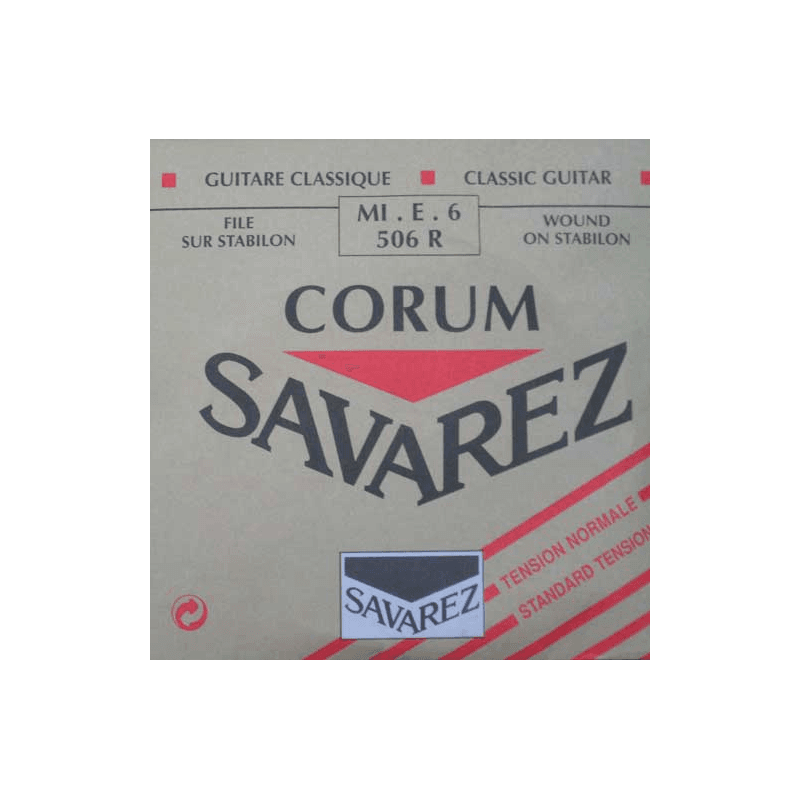 GUITARE CLASSIQUE
CLASSIC GUITAR
FILE
SUR STABILON
MI . E . 6
506 R
WOUND
ON STABILON
CORUM
SAVAREZ
TENSION NORMALE
STANDARD TENSION
SAVAREZ